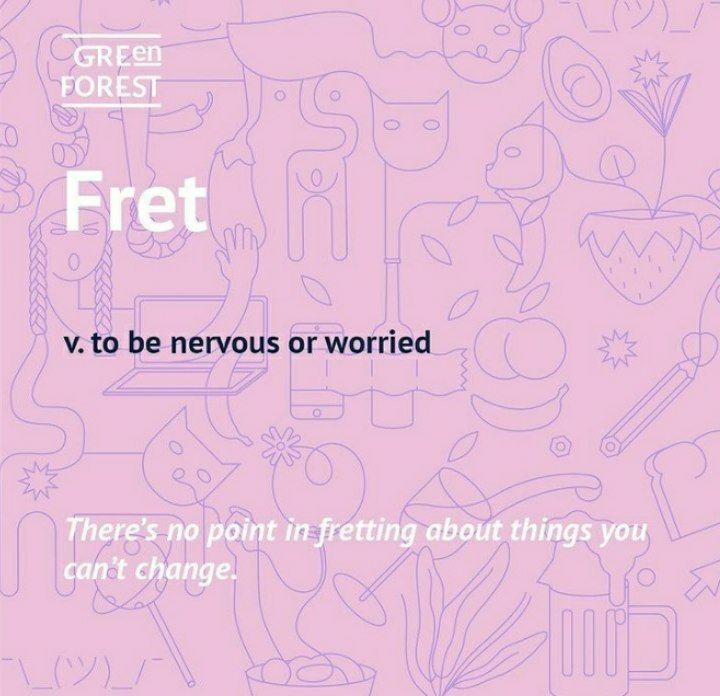 GREen
FOREST
Fret
v. to be nervous or worried
There's no point in fretting about things you
can't change.